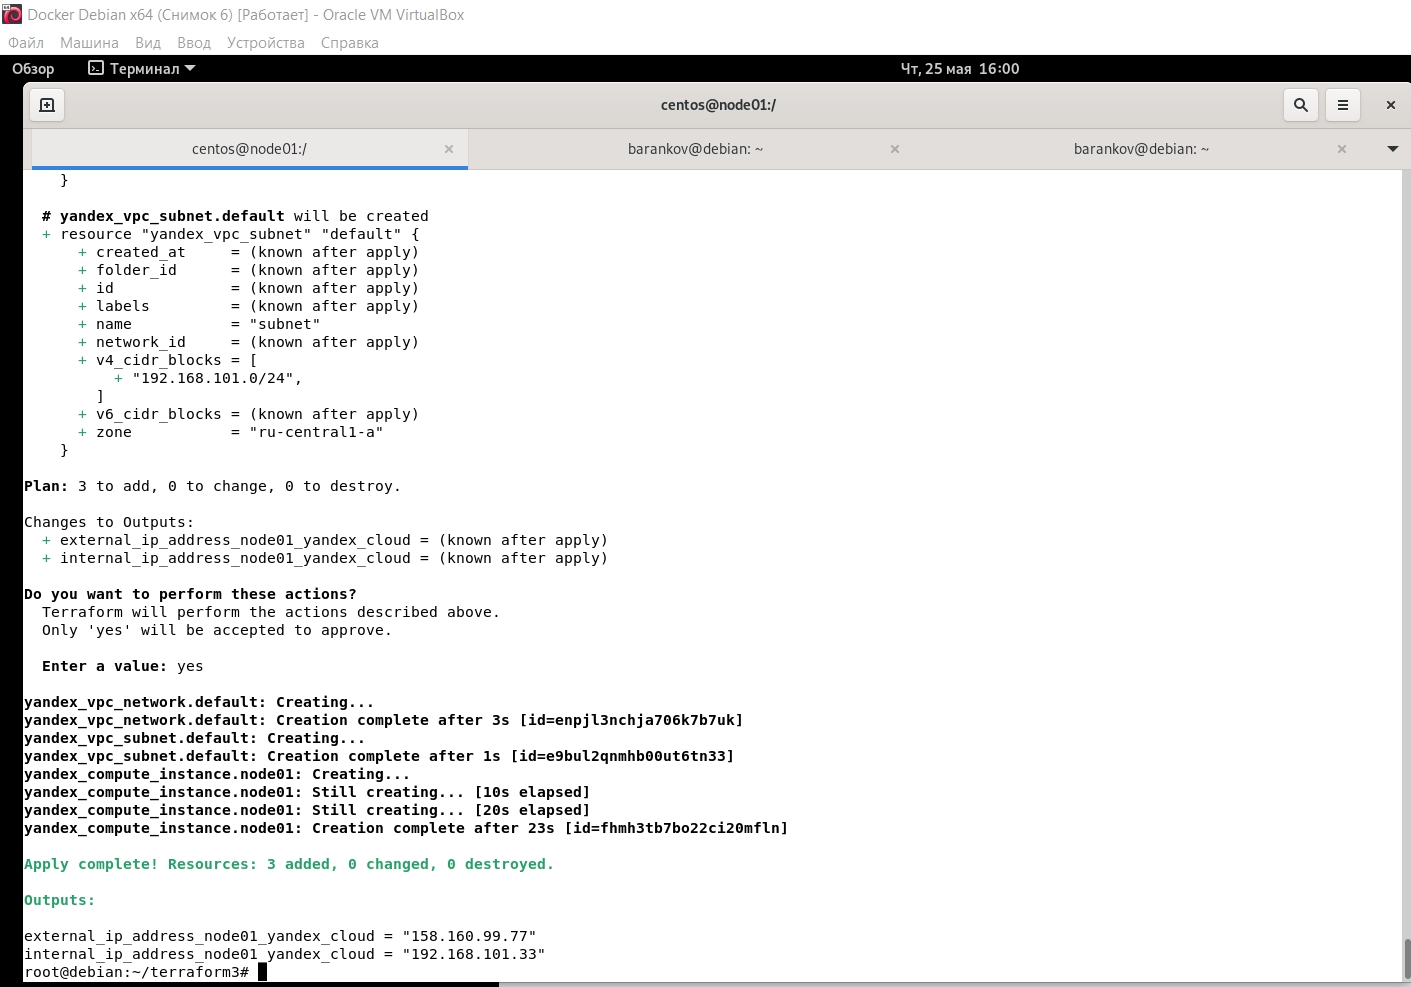 Docker Debian x64 (Снимок 6) [Работает] - Oracle VM VirtualBox
Файл Машина Вид Ввод Устройства Справка
Обзор Терминал Чт, 25 мая 16:00
centos@node01:/
centos@node01:/ barankov@debian: ~ barankov@debian: ~
    }

  # yandex_vpc_subnet.default will be created
  + resource "yandex_vpc_subnet" "default" {
      + created_at     = (known after apply)
      + folder_id      = (known after apply)
      + id             = (known after apply)
      + labels         = (known after apply)
      + name           = "subnet"
      + network_id     = (known after apply)
      + v4_cidr_blocks = [
          + "192.168.101.0/24",
        ]
      + v6_cidr_blocks = (known after apply)
      + zone           = "ru-central1-a"
    }

Plan: 3 to add, 0 to change, 0 to destroy.

Changes to Outputs:
  + external_ip_address_node01_yandex_cloud = (known after apply)
  + internal_ip_address_node01_yandex_cloud = (known after apply)

Do you want to perform these actions?
  Terraform will perform the actions described above.
  Only 'yes' will be accepted to approve.

  Enter a value: yes

yandex_vpc_network.default: Creating...
yandex_vpc_network.default: Creation complete after 3s [id=enpjl3nchja706k7b7uk]
yandex_vpc_subnet.default: Creating...
yandex_vpc_subnet.default: Creation complete after 1s [id=e9bul2qnmhb00ut6tn33]
yandex_compute_instance.node01: Creating...
yandex_compute_instance.node01: Still creating... [10s elapsed]
yandex_compute_instance.node01: Still creating... [20s elapsed]
yandex_compute_instance.node01: Creation complete after 23s [id=fhmh3tb7bo22ci20mfln]

Apply complete! Resources: 3 added, 0 changed, 0 destroyed.

Outputs:

external_ip_address_node01_yandex_cloud = "158.160.99.77"
internal_ip_address_node01_yandex_cloud = "192.168.101.33"
root@debian:~/terraform3#